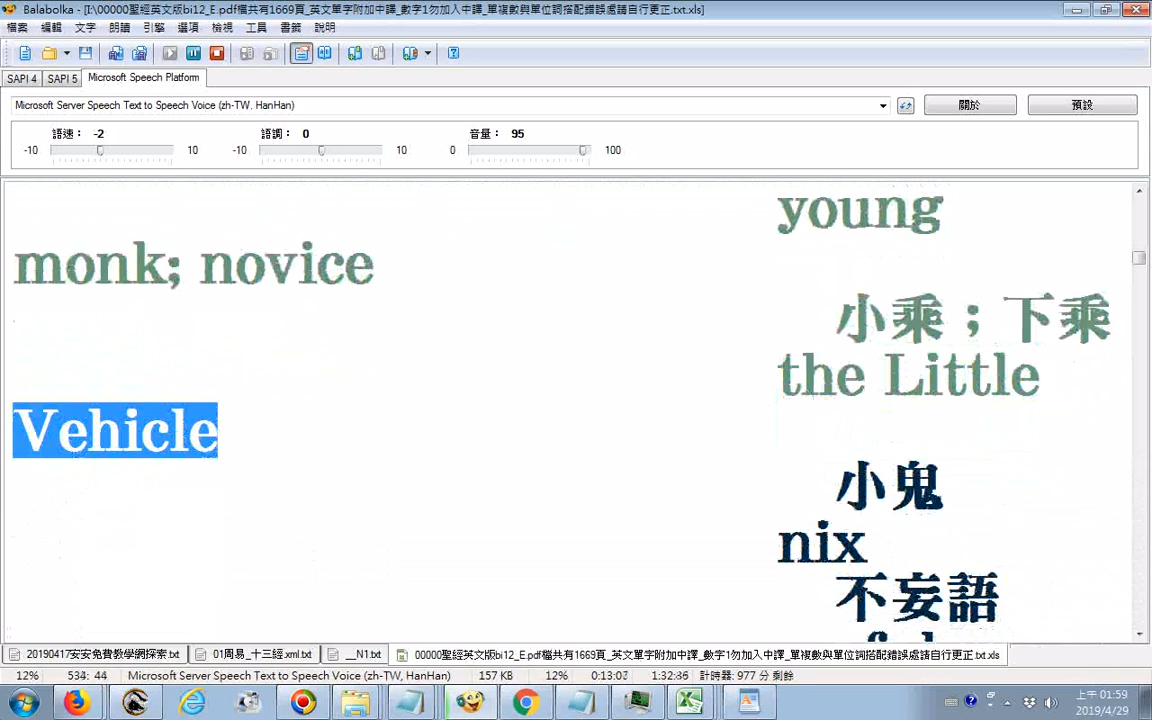 Balabolka - [I:\00000聖經英文版bi12_E.pdf檔共有1669頁_英文單字附加中譯_數字1勿加入中譯_單複數與單位詞搭配錯誤處請自行更正.txt.xls]
檔案 編輯 文字 朗讀 引擎 選項 檢視 工具 書籤 說明
SAPI 4 SAPI 5 Microsoft Speech Platform
Microsoft Server Speech Text to Speech Voice (zh-TW, HanHan) 關於 預設
語速： -2 語調： 0 音量： 95
-10 10 -10 10 0 100
young
monk; novice
小乘；下乘
the Little
Vehicle
小鬼
nix
不妄語
20190417安安免費教學網探索.txt 01周易_十三經.xml.txt __N1.txt 00000聖經英文版bi12_E.pdf檔共有1669頁_英文單字附加中譯_數字1勿加入中譯_單複數與單位詞搭配錯誤處請自行更正.txt.xls
12% 534: 44 Microsoft Server Speech Text to Speech Voice (zh-TW, HanHan) 157 KB 12% 0:13:03 1:32:36 計時器: 977 分 剩餘
上午 01:59
2019/4/29